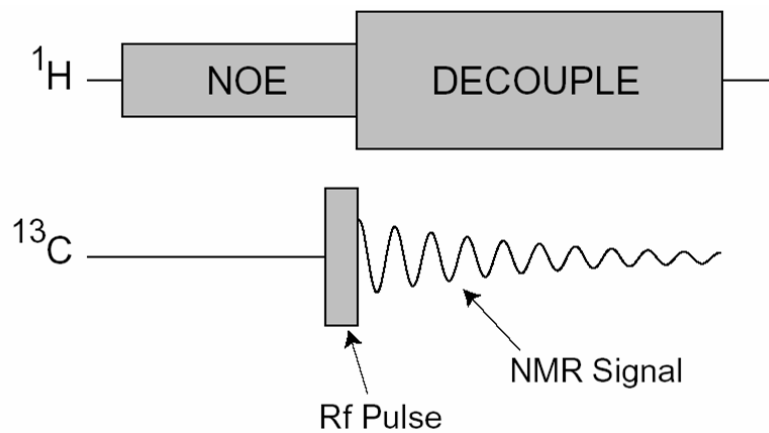 ¹H
NOE
DECOUPLE
¹³C
NMR Signal
Rf Pulse